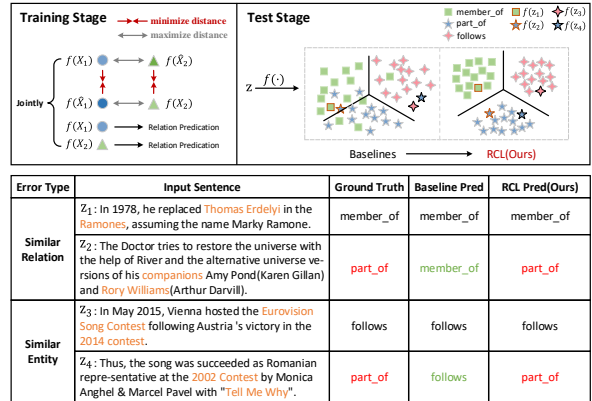 Training Stage
minimize distance
maximize distance
f(X₁) f(X̂₂)
Jointly
f(X̂₁) f(X₂)
f(X₁) Relation Predication
f(X₂) Relation Predication
Test Stage
member_of f(z₁) f(z₃)
part_of f(z₂) f(z₄)
follows
z f(·)
Baselines RCL(Ours)
Error Type Input Sentence Ground Truth Baseline Pred RCL Pred(Ours)
Similar Relation
Z₁: In 1978, he replaced Thomas Erdelyi in the
Ramones, assuming the name Marky Ramone.
member_of member_of member_of
Z₂: The Doctor tries to restore the universe with
the help of River and the alternative universe ve-
rsions of his companions Amy Pond(Karen Gillan)
and Rory Williams(Arthur Darvill).
part_of member_of part_of
Similar Entity
Z₃: In May 2015, Vienna hosted the Eurovision
Song Contest following Austria 's victory in the
2014 contest.
follows follows follows
Z₄: Thus, the song was succeeded as Romanian
repre-sentative at the 2002 Contest by Monica
Anghel & Marcel Pavel with "Tell Me Why".
part_of follows part_of